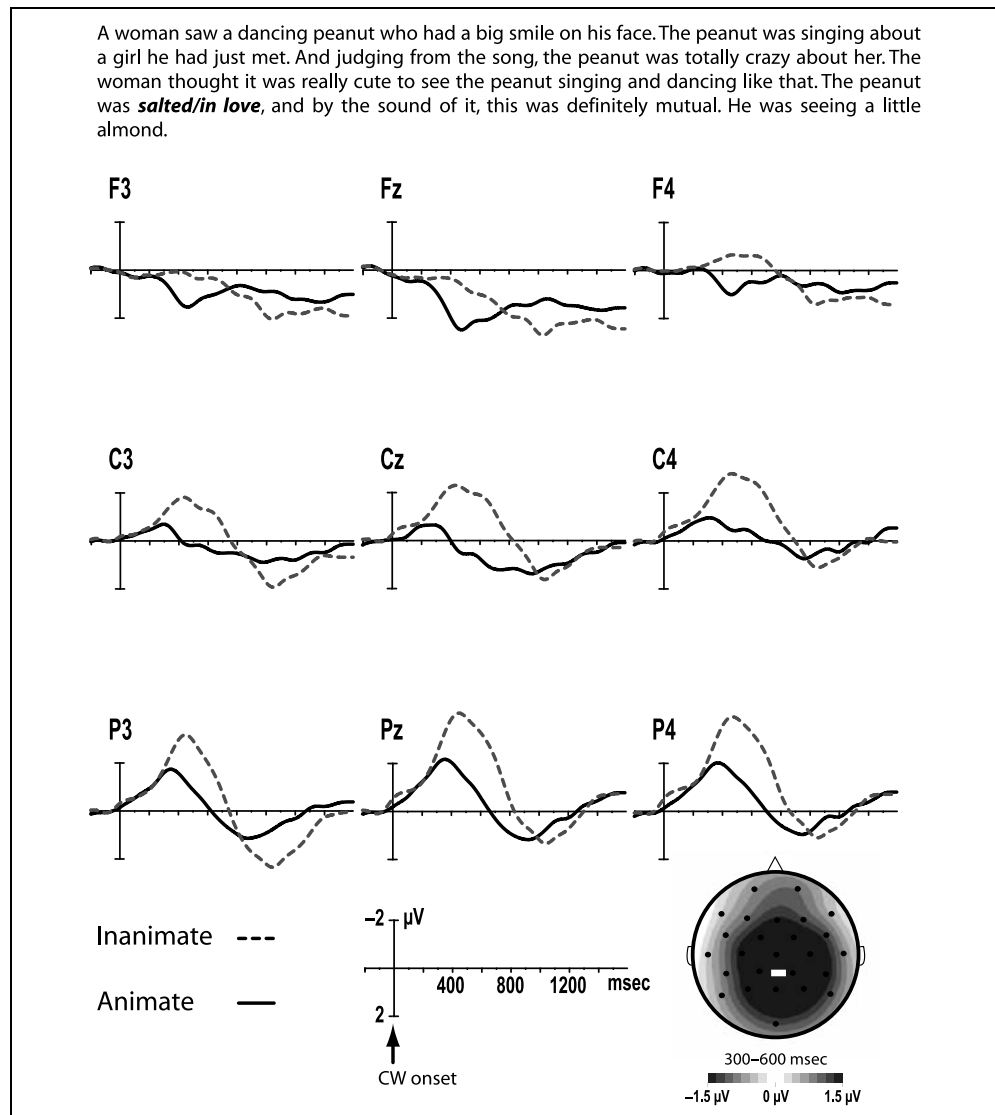 A woman saw a dancing peanut who had a big smile on his face. The peanut was singing about
a girl he had just met. And judging from the song, the peanut was totally crazy about her. The
woman thought it was really cute to see the peanut singing and dancing like that. The peanut
was salted/in love, and by the sound of it, this was definitely mutual. He was seeing a little
almond.
F3 Fz F4
C3 Cz C4
P3 Pz P4
–2 µV
Inanimate
400 800 1200 msec
Animate
2
CW onset
300–600 msec
–1.5 µV 0 µV 1.5 µV